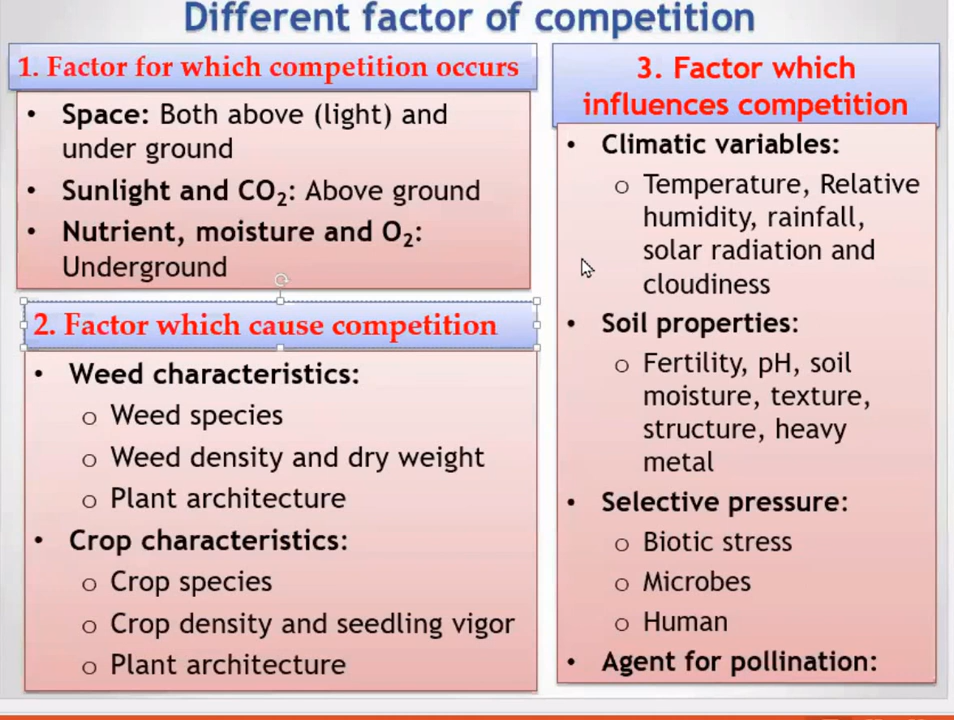 Different factor of competition
1. Factor for which competition occurs
• Space: Both above (light) and
under ground
• Sunlight and CO₂: Above ground
• Nutrient, moisture and O₂:
Underground
2. Factor which cause competition
• Weed characteristics:
o Weed species
o Weed density and dry weight
o Plant architecture
• Crop characteristics:
o Crop species
o Crop density and seedling vigor
o Plant architecture
3. Factor which
influences competition
• Climatic variables:
o Temperature, Relative
humidity, rainfall,
solar radiation and
cloudiness
• Soil properties:
o Fertility, pH, soil
moisture, texture,
structure, heavy
metal
• Selective pressure:
o Biotic stress
o Microbes
o Human
• Agent for pollination: